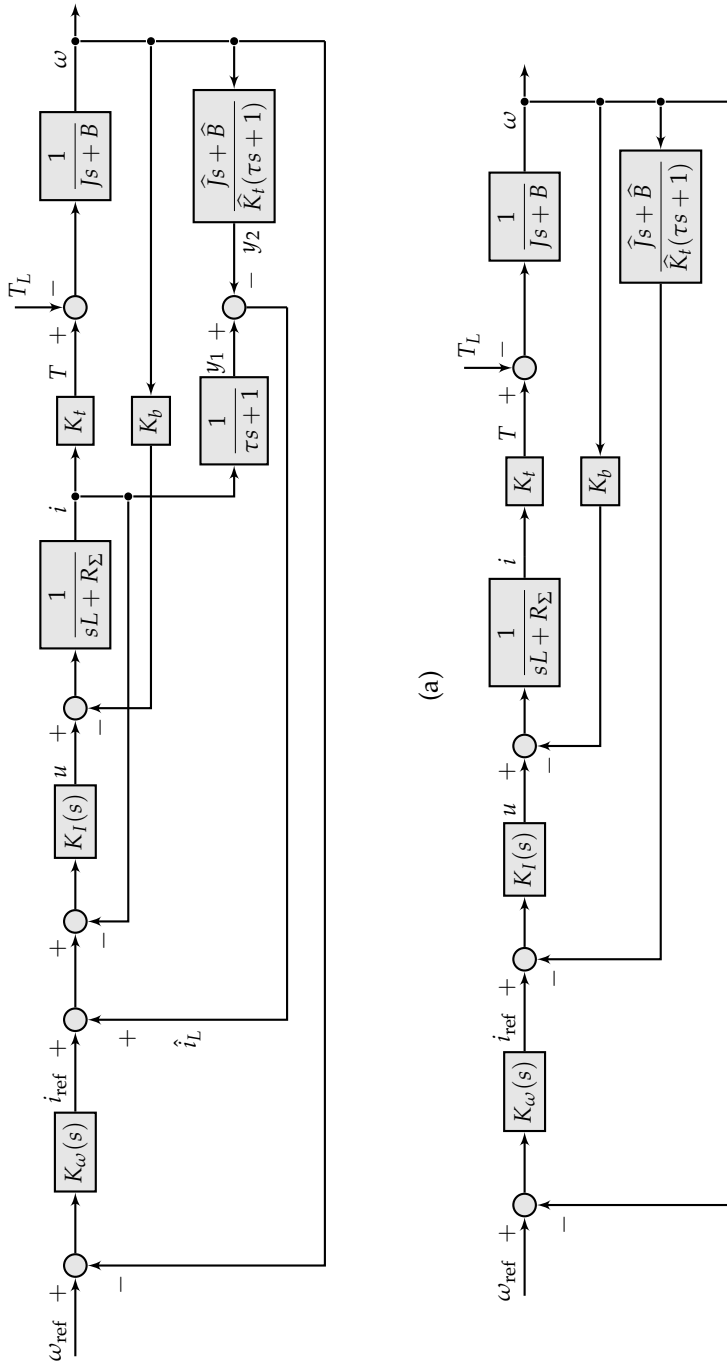 ω_ref
+
−
K_ω(s)
i_ref
+
+
î_L
+
−
K_I(s)
u
+
−
1 / (sL + R_Σ)
i
K_t
T
+
T_L
−
1 / (Js + B)
ω
K_b
1 / (τs + 1)
y_1
+
−
y_2
(Ĵs + B̂) / (K̂_t(τs + 1))
(a)
ω_ref
+
−
K_ω(s)
i_ref
+
−
K_I(s)
u
+
−
1 / (sL + R_Σ)
i
K_t
T
+
T_L
−
1 / (Js + B)
ω
K_b
(Ĵs + B̂) / (K̂_t(τs + 1))